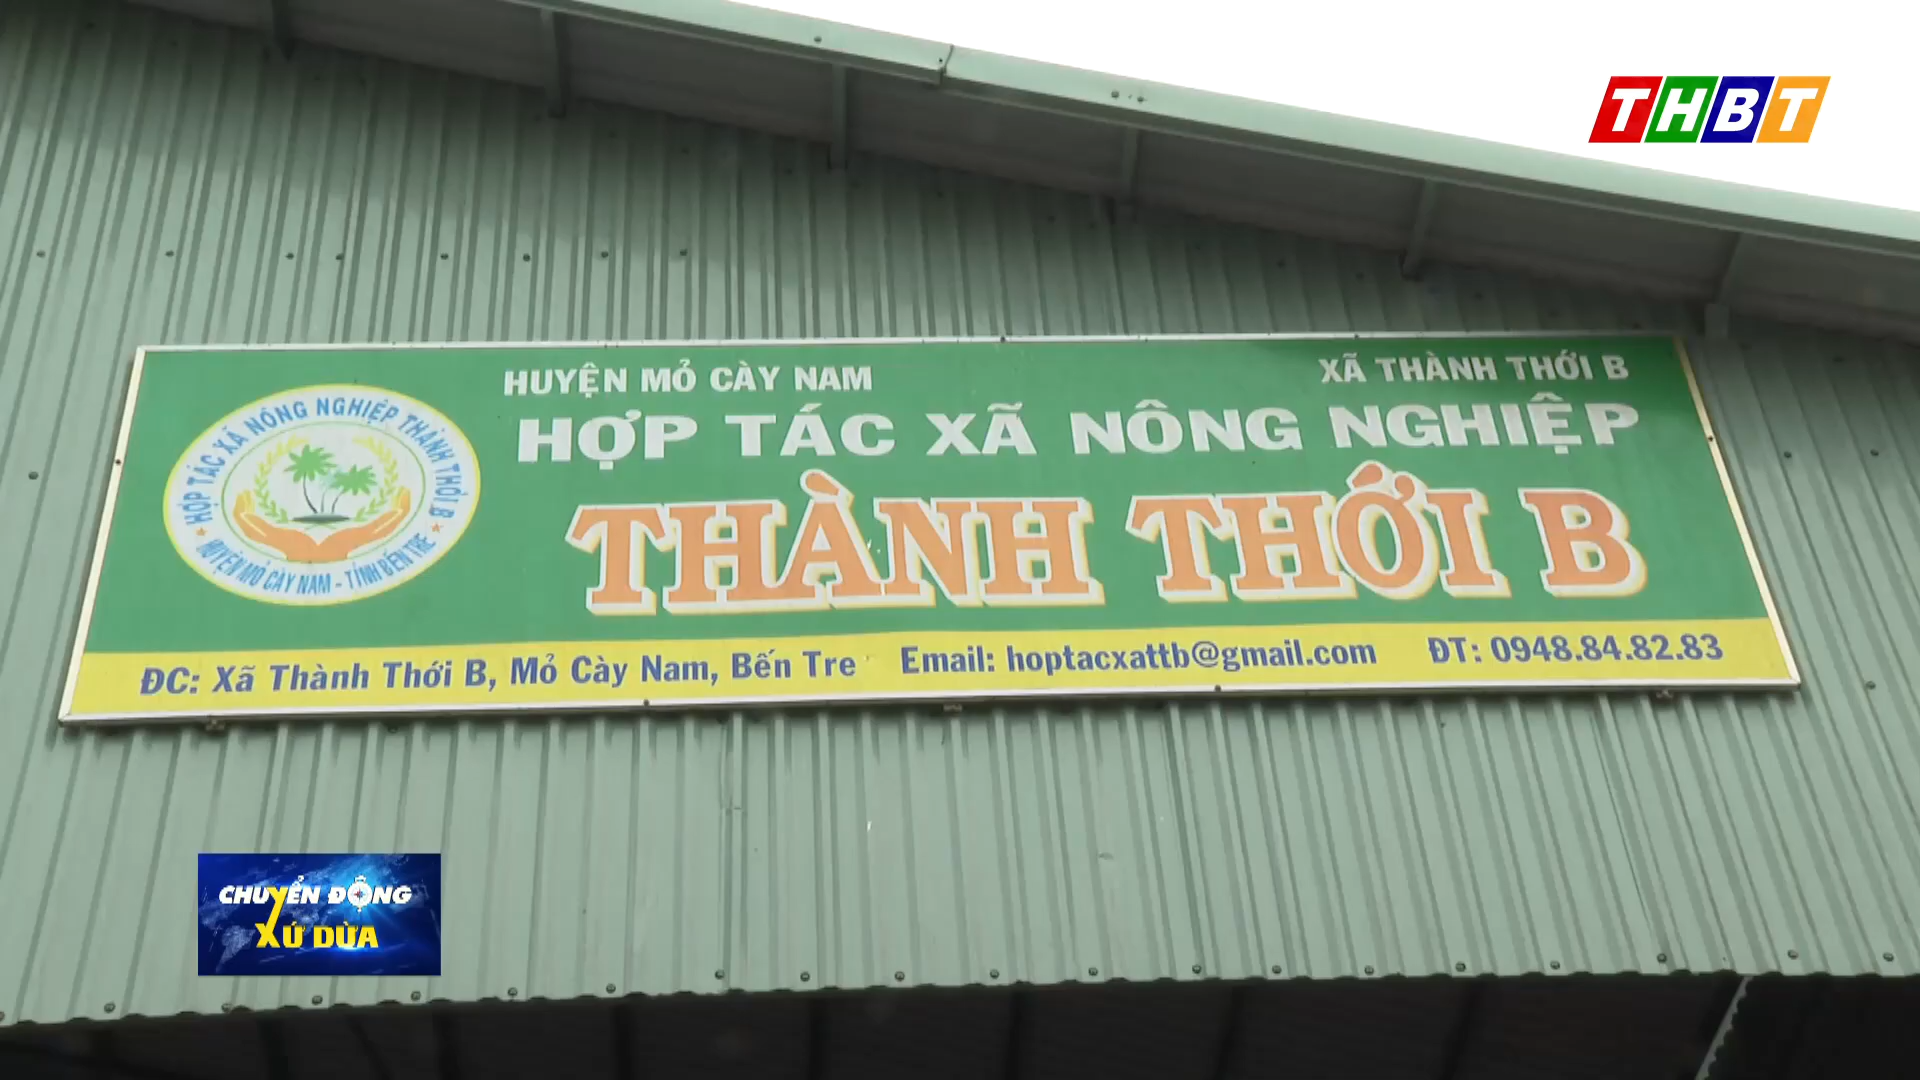 THBT
HUYỆN MỎ CÀY NAM
XÃ THÀNH THỚI B
HỢP TÁC XÃ NÔNG NGHIỆP
THÀNH THỚI B
HỢP TÁC XÃ NÔNG NGHIỆP THÀNH THỚI B
HUYỆN MỎ CÀY NAM - TỈNH BẾN TRE
ĐC: Xã Thành Thới B, Mỏ Cày Nam, Bến Tre Email: hoptacxattb@gmail.com ĐT: 0948.84.82.83
CHUYỂN ĐỘNG
XỨ DỪA